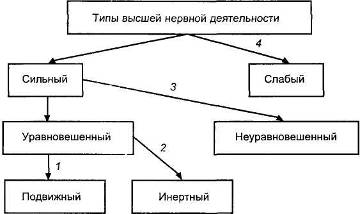 Типы высшей нервной деятельности
4
Сильный
Слабый
3
Уравновешенный
Неуравновешенный
1
2
Подвижный
Инертный